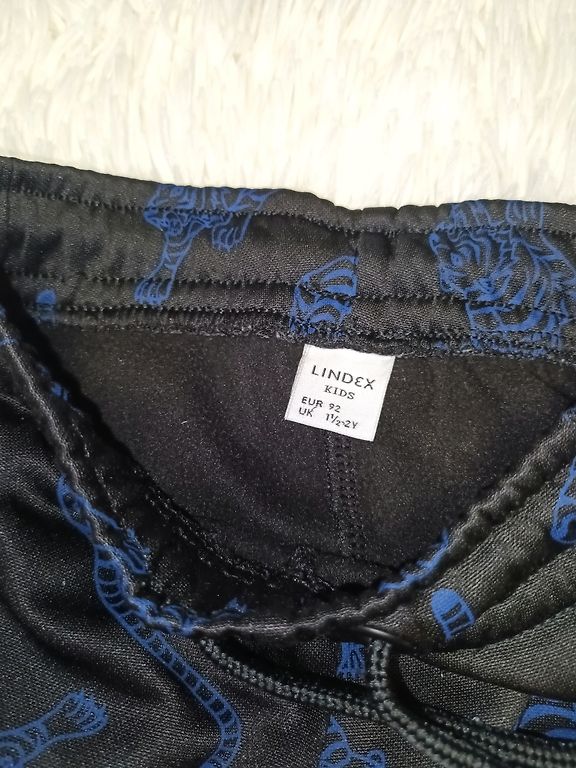 LINDEX
KIDS
EUR 92
UK 1½-2Y